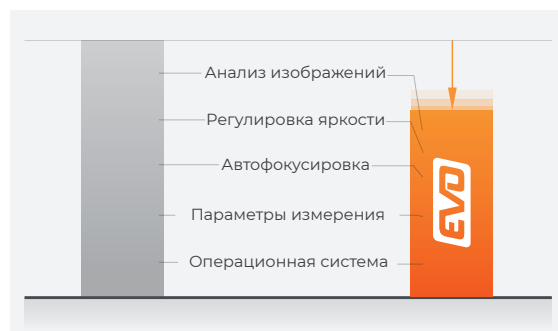 Анализ изображений
Регулировка яркости
Автофокусировка
Параметры измерения
Операционная система
EVO